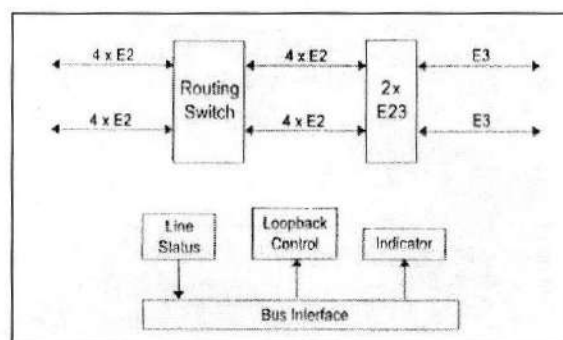 4 x E2
4 x E2
E3
Routing
Switch
2x
E23
4 x E2
4 x E2
E3
Line
Status
Loopback
Control
Indicator
Bus Interface